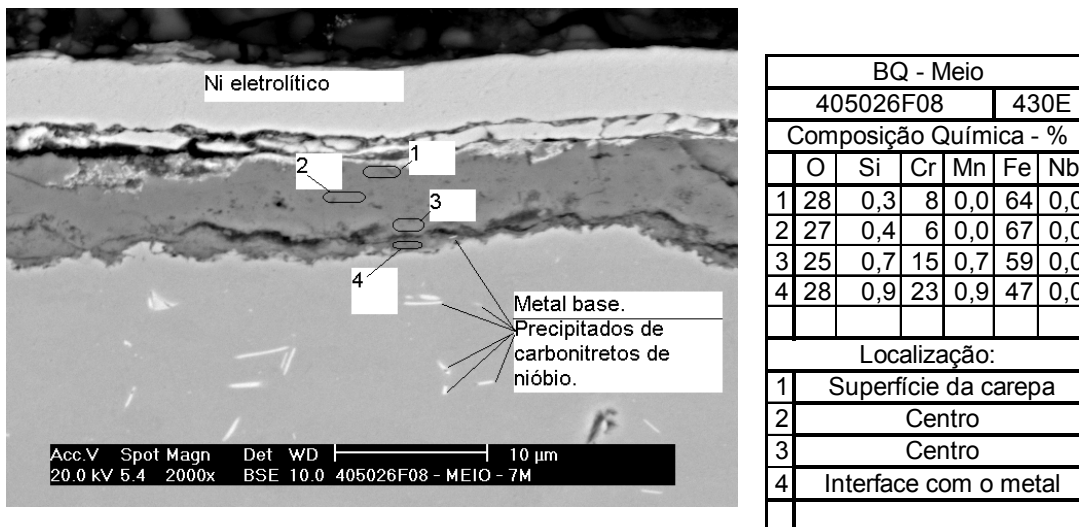 Ni eletrolítico
1
2
3
4
Metal base.
Precipitados de
carbonitretos de
nióbio.
Acc.V Spot Magn Det WD 10 µm
20.0 kV 5.4 2000x BSE 10.0 405026F08 - MEIO - 7M
BQ - Meio
405026F08 430E
Composição Química - %
O Si Cr Mn Fe Nb
1 28 0,3 8 0,0 64 0,0
2 27 0,4 6 0,0 67 0,0
3 25 0,7 15 0,7 59 0,0
4 28 0,9 23 0,9 47 0,0
Localização:
1 Superfície da carepa
2 Centro
3 Centro
4 Interface com o metal